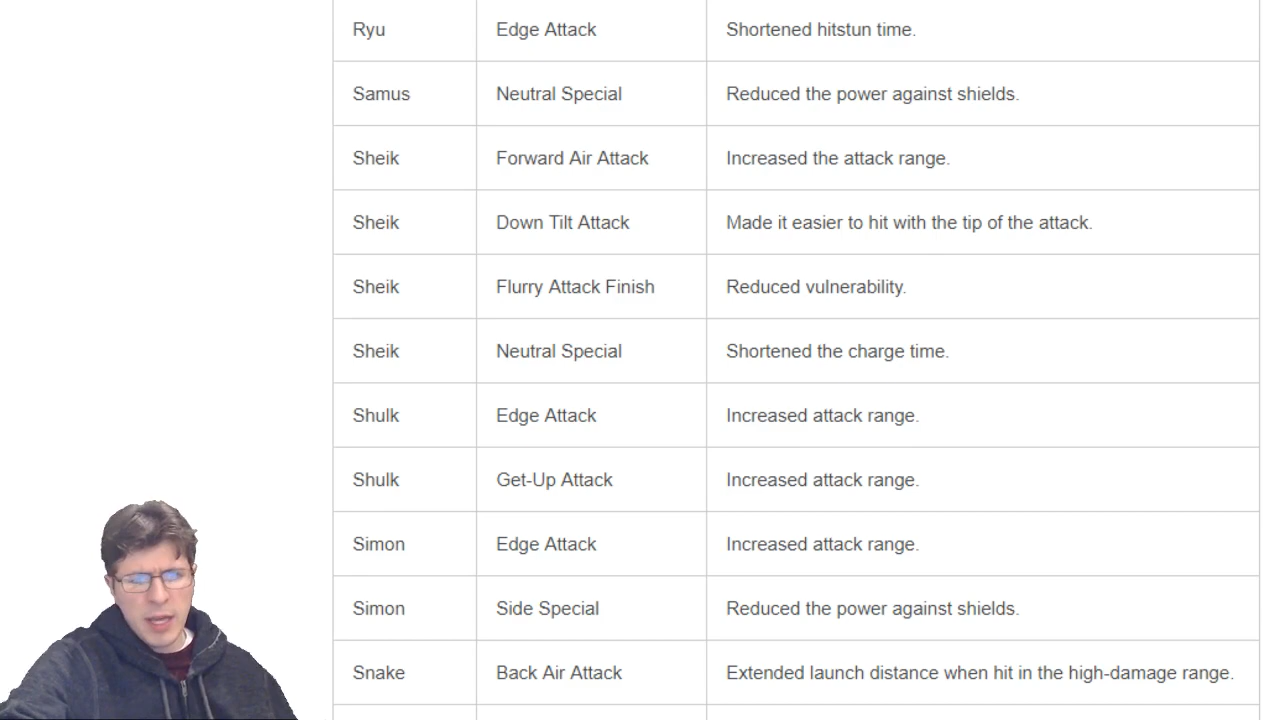 Ryu Edge Attack Shortened hitstun time.
Samus Neutral Special Reduced the power against shields.
Sheik Forward Air Attack Increased the attack range.
Sheik Down Tilt Attack Made it easier to hit with the tip of the attack.
Sheik Flurry Attack Finish Reduced vulnerability.
Sheik Neutral Special Shortened the charge time.
Shulk Edge Attack Increased attack range.
Shulk Get-Up Attack Increased attack range.
Simon Edge Attack Increased attack range.
Simon Side Special Reduced the power against shields.
Snake Back Air Attack Extended launch distance when hit in the high-damage range.